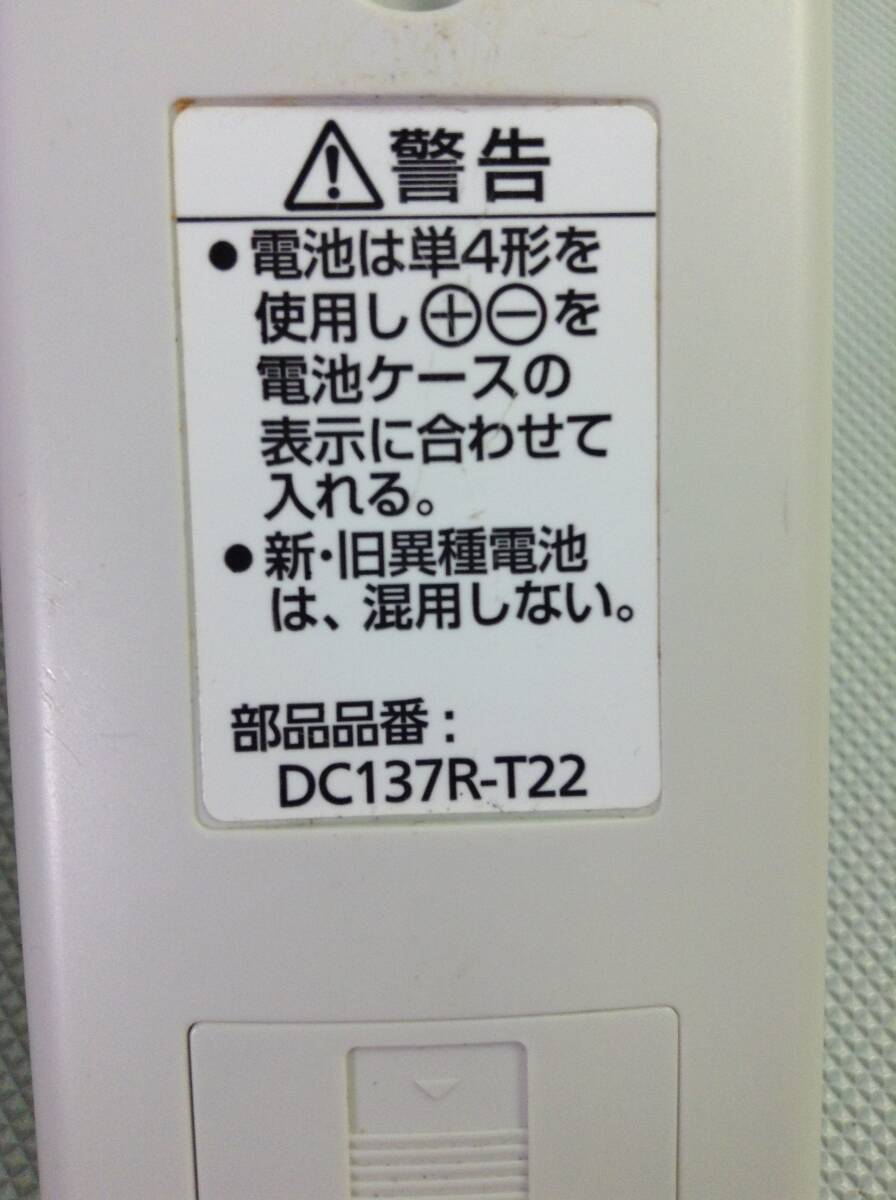 警告
●電池は単4形を
使用し⊕⊖を
電池ケースの
表示に合わせて
入れる。
●新・旧異種電池
は、混用しない。
部品品番:
DC137R-T22